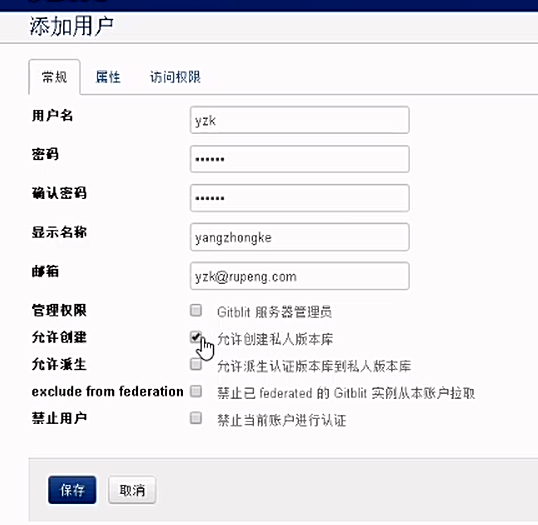 添加用户
常规 属性 访问权限
用户名 yzk
密码 ••••••
确认密码 ••••••
显示名称 yangzhongke
邮箱 yzk@rupeng.com
管理权限 Gitblit 服务器管理员
允许创建 允许创建私人版本库
允许派生 允许派生认证版本库到私人版本库
exclude from federation 禁止已 federated 的 Gitblit 实例从本账户拉取
禁止用户 禁止当前账户进行认证
保存 取消